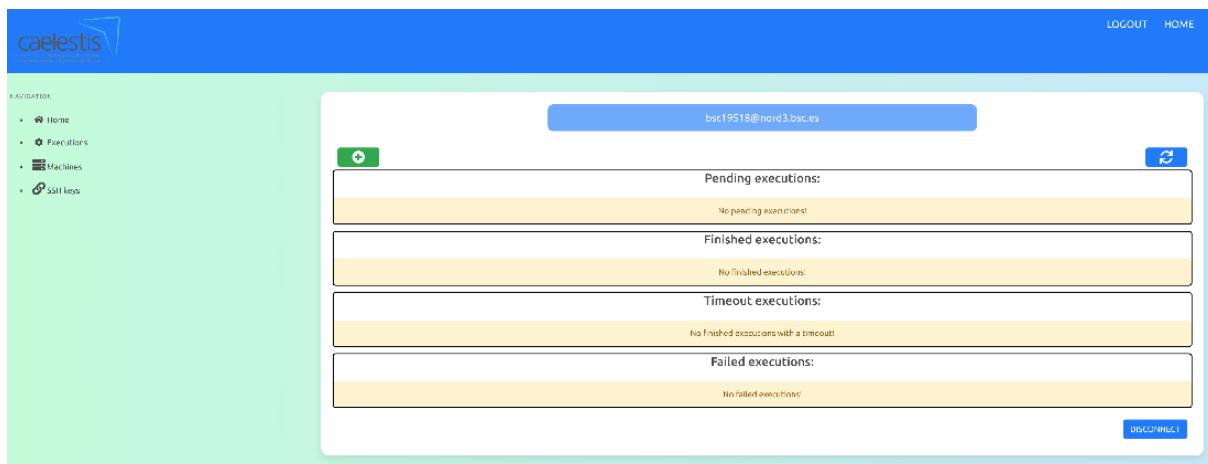 caelestis
LOGOUT HOME
NAVIGATION
Home
Executions
Machines
SSH keys
bsc19518@nord3.bsc.es
Pending executions:
No pending executions!
Finished executions:
No finished executions!
Timeout executions:
No finished executions with a timeout!
Failed executions:
No failed executions!
DISCONNECT